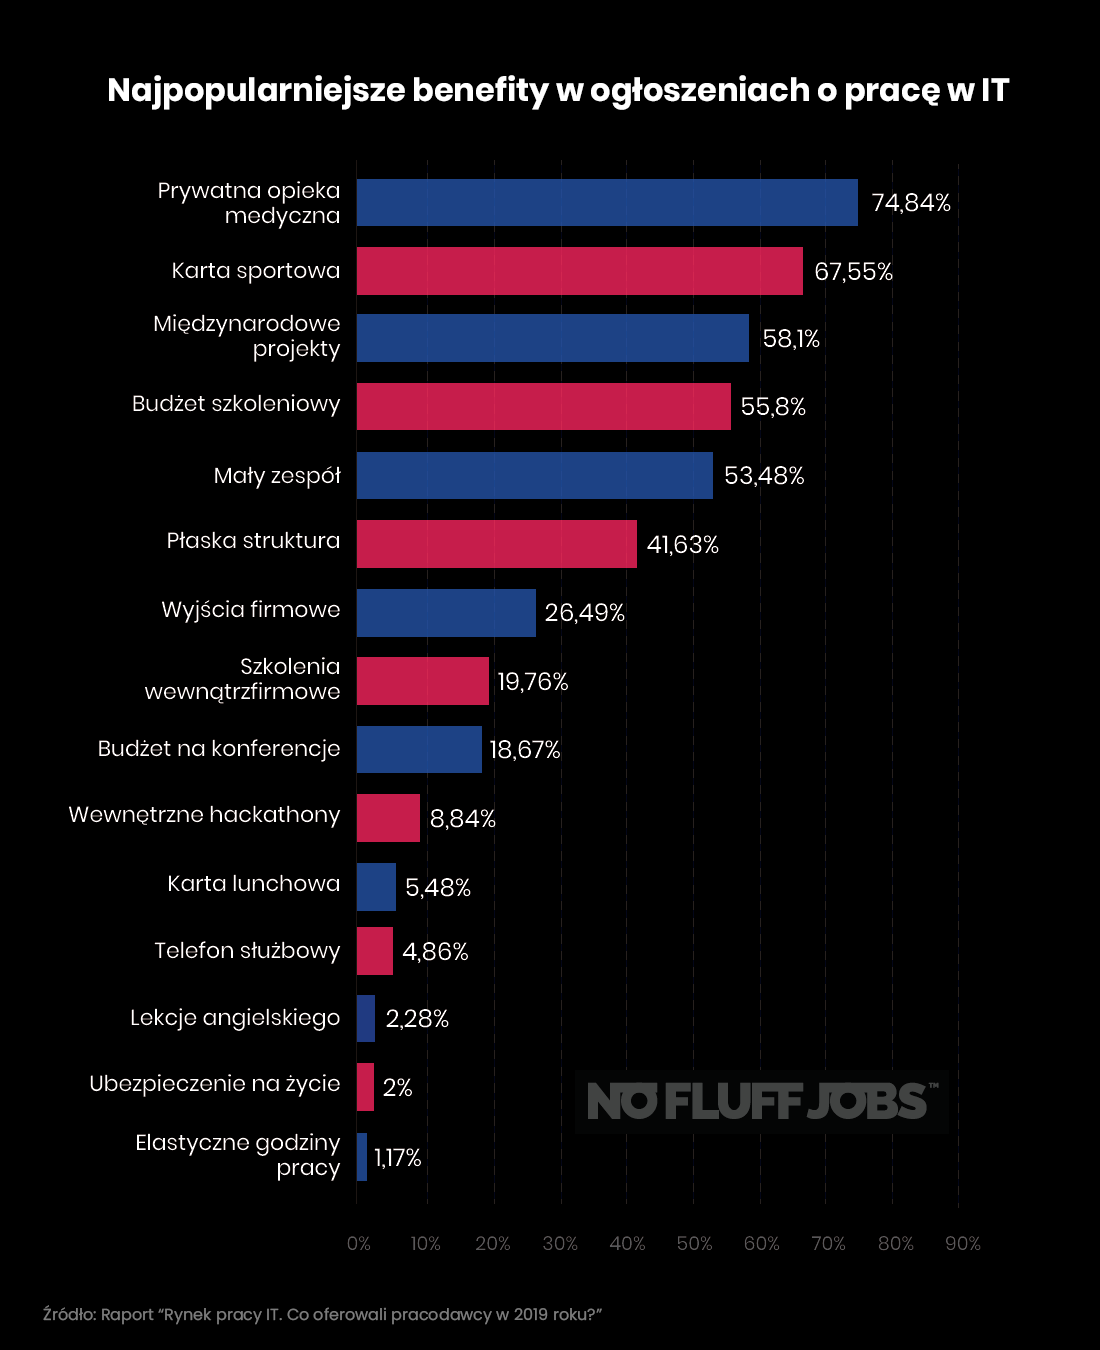 Najpopularniejsze benefity w ogłoszeniach o pracę w IT
Prywatna opieka
medyczna
74,84%
Karta sportowa
67,55%
Międzynarodowe
projekty
58,1%
Budżet szkoleniowy
55,8%
Mały zespół
53,48%
Płaska struktura
41,63%
Wyjścia firmowe
26,49%
Szkolenia
wewnątrzfirmowe
19,76%
Budżet na konferencje
18,67%
Wewnętrzne hackathony
8,84%
Karta lunchowa
5,48%
Telefon służbowy
4,86%
Lekcje angielskiego
2,28%
Ubezpieczenie na życie
2%
NO FLUFF JOBS™
Elastyczne godziny
pracy
1,17%
0% 10% 20% 30% 40% 50% 60% 70% 80% 90%
Źródło: Raport “Rynek pracy IT. Co oferowali pracodawcy w 2019 roku?”